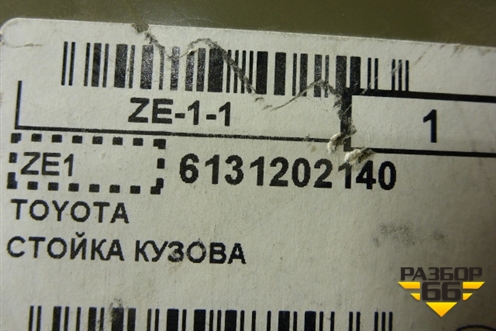 ZE-1-1
1
ZE1
6131202140
TOYOTA
СТОЙКА КУЗОВА
РАЗБОР
66